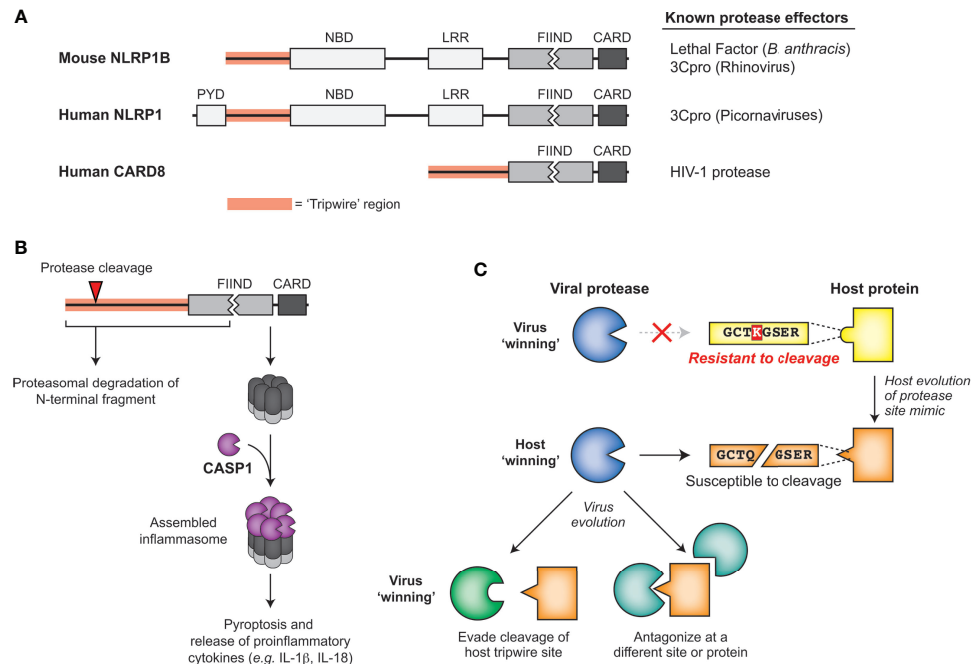 A
Known protease effectors
NBD LRR FIIND CARD
Mouse NLRP1B
Lethal Factor (B. anthracis)
3Cpro (Rhinovirus)
PYD NBD LRR FIIND CARD
Human NLRP1
3Cpro (Picornaviruses)
FIIND CARD
Human CARD8
HIV-1 protease
= 'Tripwire' region
B
Protease cleavage
FIIND CARD
Proteasomal degradation of
N-terminal fragment
CASP1
Assembled
inflammasome
Pyroptosis and
release of proinflammatory
cytokines (e.g. IL-1β, IL-18)
C
Viral protease Host protein
Virus
'winning'
GCTKGSER
Resistant to cleavage
Host evolution
of protease
site mimic
Host
'winning'
GCTQ GSER
Susceptible to cleavage
Virus
evolution
Virus
'winning'
Evade cleavage of
host tripwire site
Antagonize at a
different site or protein